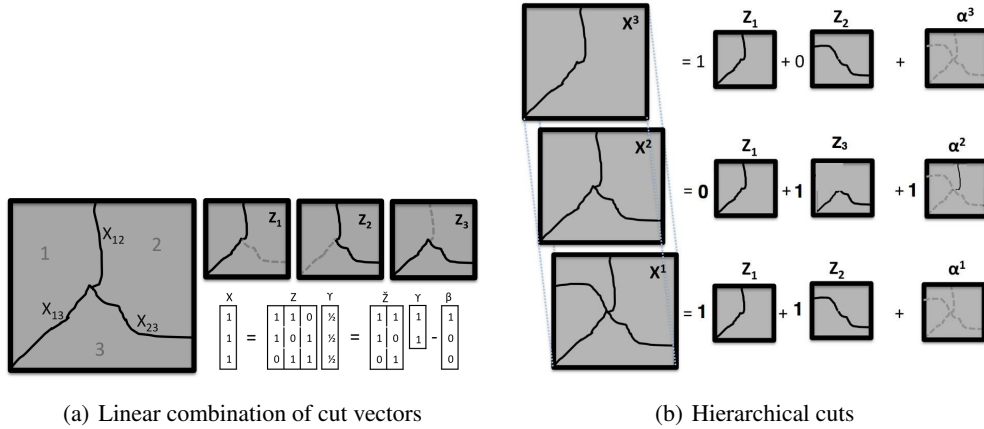 1
2
3
X12
X13
X23
Z1
Z2
Z3
X
Z
ϒ
Ž
ϒ
β
1 = 1 1 0 ½ = 1 1 1 - 1
1 1 0 1 ½ 1 0 1 0
1 0 1 1 ½ 0 1 0
(a) Linear combination of cut vectors
X³
Z1
Z2
α³
= 1 + 0 +
X²
Z1
Z3
α²
= 0 + 1 + 1
X¹
Z1
Z2
α¹
= 1 + 1 +
(b) Hierarchical cuts